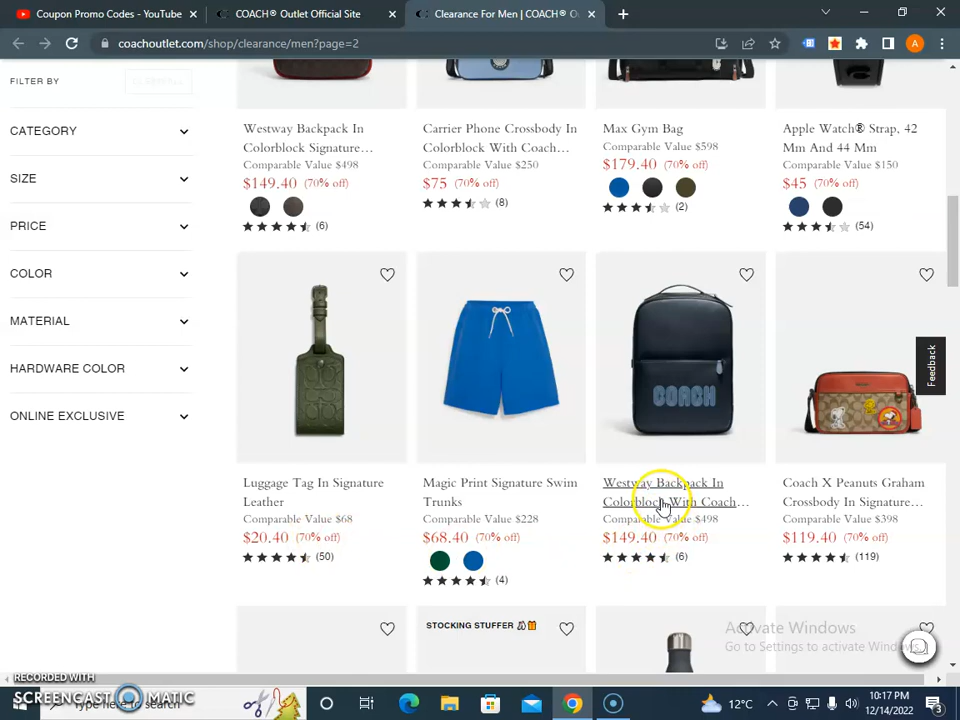 Coupon Promo Codes - YouTube
COACH® Outlet Official Site
Clearance For Men | COACH® O
coachoutlet.com/shop/clearance/men?page=2
A
FILTER BY
CLEAR ALL
CATEGORY
SIZE
PRICE
COLOR
MATERIAL
HARDWARE COLOR
ONLINE EXCLUSIVE
Westway Backpack In
Colorblock Signature...
Comparable Value $498
$149.40 (70% off)
(6)
Carrier Phone Crossbody In
Colorblock With Coach...
Comparable Value $250
$75 (70% off)
(8)
Max Gym Bag
Comparable Value $598
$179.40 (70% off)
(2)
Apple Watch® Strap, 42
Mm And 44 Mm
Comparable Value $150
$45 (70% off)
(54)
Luggage Tag In Signature
Leather
Comparable Value $68
$20.40 (70% off)
(50)
Magic Print Signature Swim
Trunks
Comparable Value $228
$68.40 (70% off)
(4)
COACH
Westway Backpack In
Colorblock With Coach...
Comparable Value $498
$149.40 (70% off)
(6)
Coach X Peanuts Graham
Crossbody In Signature...
Comparable Value $398
$119.40 (70% off)
(119)
Feedback
STOCKING STUFFER
Activate Windows
Go to Settings to activate Windows.
RECORDED WITH
SCREENCAST MATIC
Type here to search
12°C
10:17 PM
12/14/2022
3